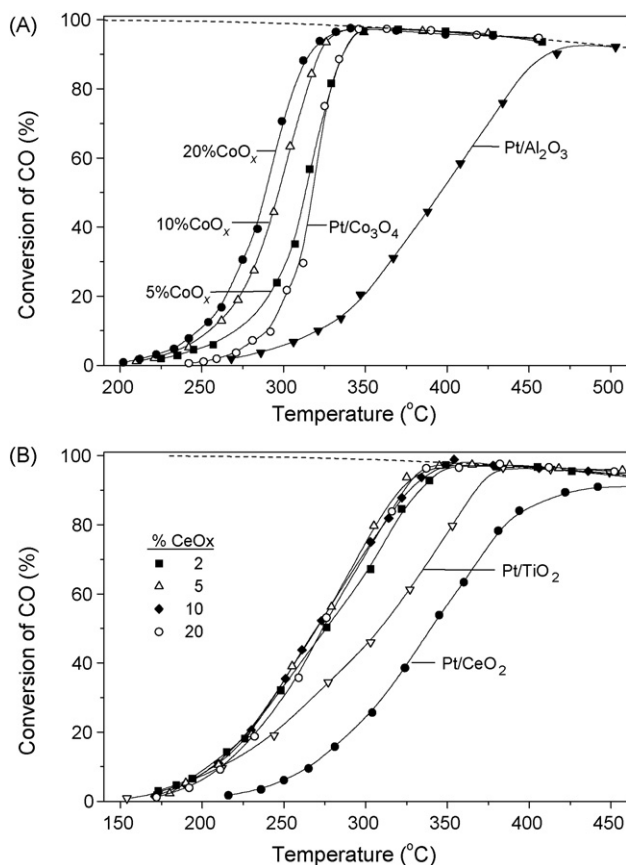 (A)
100
80
60
40
20
0
Conversion of CO (%)
20%CoOx
10%CoOx
5%CoOx
Pt/Co3O4
Pt/Al2O3
200 250 300 350 400 450 500
Temperature (oC)
(B)
100
80
60
40
20
0
Conversion of CO (%)
% CeOx
2
5
10
20
Pt/TiO2
Pt/CeO2
150 200 250 300 350 400 450
Temperature (oC)